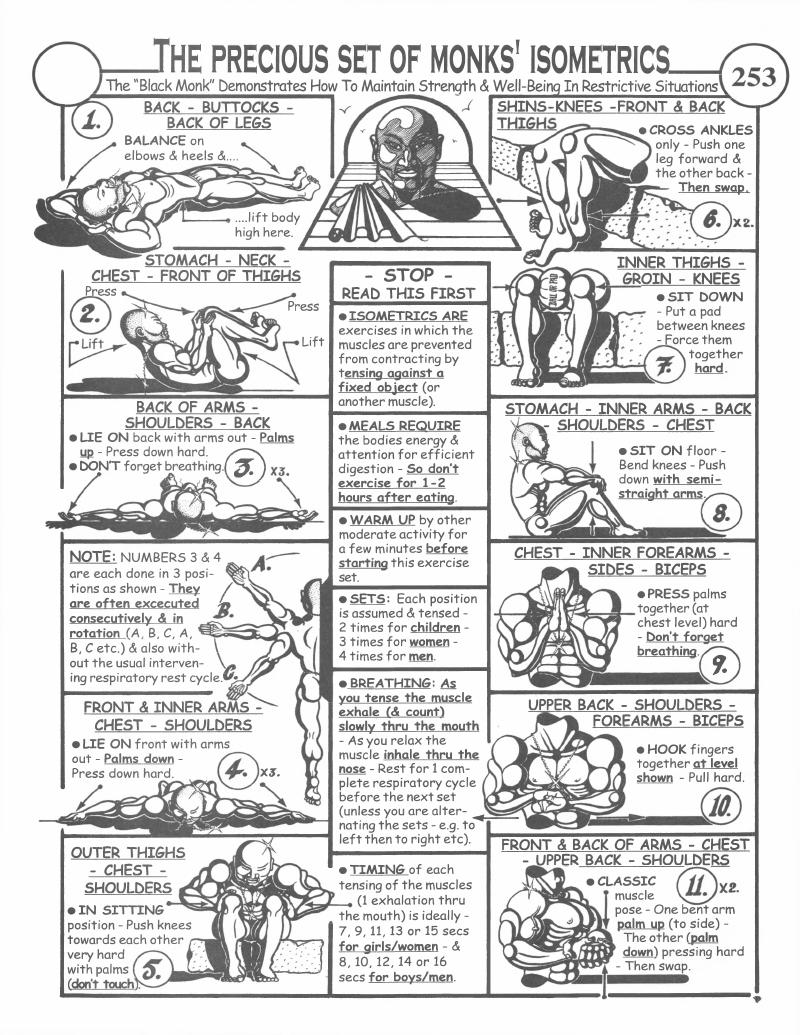 THE PRECIOUS SET OF MONKS' ISOMETRICS
The "Black Monk" Demonstrates How To Maintain Strength & Well-Being In Restrictive Situations
253
1.
BACK - BUTTOCKS -
BACK OF LEGS
BALANCE on
elbows & heels &....
....lift body
high here.
STOMACH - NECK -
CHEST - FRONT OF THIGHS
Press
Press
2.
Lift
Lift
BACK OF ARMS -
SHOULDERS - BACK
● LIE ON back with arms out - Palms
up - Press down hard.
● DON'T forget breathing.
3.
x3.
NOTE: NUMBERS 3 & 4
are each done in 3 posi-
tions as shown - They
are often excecuted
consecutively & in
rotation (A, B, C, A,
B, C etc.) & also with-
out the usual interven-
ing respiratory rest cycle.
A.
B.
C.
FRONT & INNER ARMS -
CHEST - SHOULDERS
● LIE ON front with arms
out - Palms down -
Press down hard.
4.
x3.
OUTER THIGHS
- CHEST -
SHOULDERS
● IN SITTING
position - Push knees
towards each other
very hard
with palms
(don't touch).
5.
- STOP -
READ THIS FIRST
● ISOMETRICS ARE
exercises in which the
muscles are prevented
from contracting by
tensing against a
fixed object (or
another muscle).
● MEALS REQUIRE
the bodies energy &
attention for efficient
digestion - So don't
exercise for 1-2
hours after eating.
● WARM UP by other
moderate activity for
a few minutes before
starting this exercise
set.
● SETS: Each position
is assumed & tensed -
2 times for children -
3 times for women -
4 times for men.
● BREATHING: As
you tense the muscle
exhale (& count)
slowly thru the mouth
- As you relax the
muscle inhale thru the
nose - Rest for 1 com-
plete respiratory cycle
before the next set
(unless you are alter-
nating the sets - e.g. to
left then to right etc).
● TIMING of each
tensing of the muscles
(1 exhalation thru
the mouth) is ideally -
7, 9, 11, 13 or 15 secs
for girls/women - &
8, 10, 12, 14 or 16
secs for boys/men.
SHINS-KNEES -FRONT & BACK
THIGHS
● CROSS ANKLES
only - Push one
leg forward &
the other back -
Then swap.
6.
x2.
INNER THIGHS -
GROIN - KNEES
BALL OR PAD
● SIT DOWN
- Put a pad
between knees
- Force them
together
hard.
7.
STOMACH - INNER ARMS - BACK
- SHOULDERS - CHEST
● SIT ON floor -
Bend knees - Push
down with semi-
straight arms.
8.
CHEST - INNER FOREARMS -
SIDES - BICEPS
● PRESS palms
together (at
chest level) hard
- Don't forget
breathing.
9.
UPPER BACK - SHOULDERS -
FOREARMS - BICEPS
● HOOK fingers
together at level
shown - Pull hard.
10.
FRONT & BACK OF ARMS - CHEST
- UPPER BACK - SHOULDERS
● CLASSIC
muscle
pose - One bent arm
palm up (to side) -
The other (palm
down) pressing hard
- Then swap.
11.
x2.